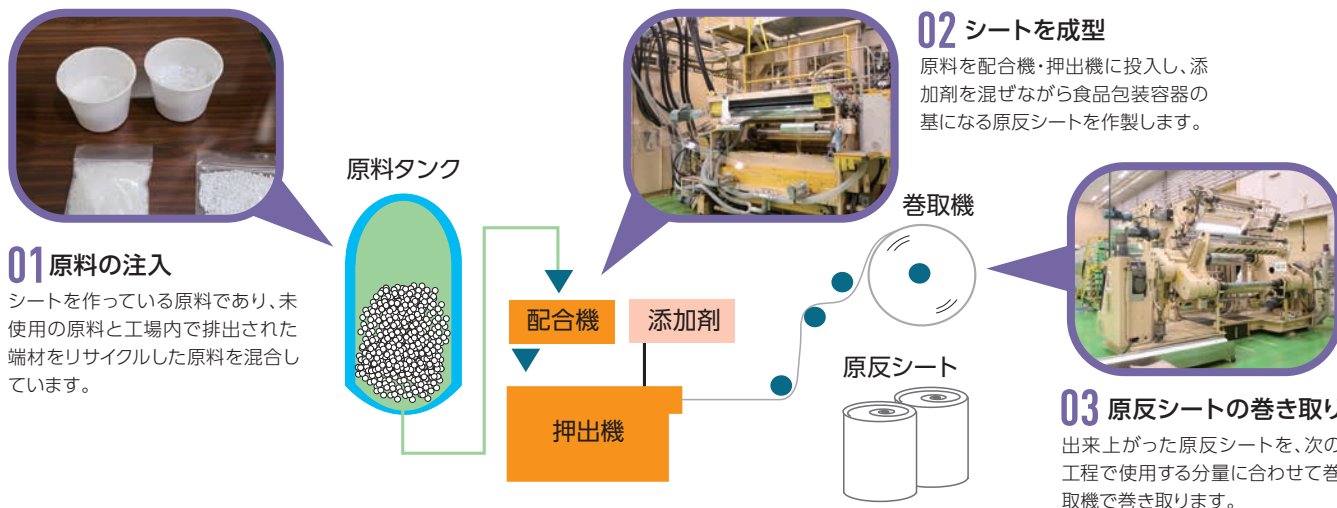 01 原料の注入
シートを作っている原料であり、未
使用の原料と工場内で排出された
端材をリサイクルした原料を混合し
ています。
原料タンク
02 シートを成型
原料を配合機・押出機に投入し、添
加剤を混ぜながら食品包装容器の
基になる原反シートを作製します。
配合機
添加剤
押出機
巻取機
原反シート
03 原反シートの巻き取り
出来上がった原反シートを、次の
工程で使用する分量に合わせて巻
取機で巻き取ります。